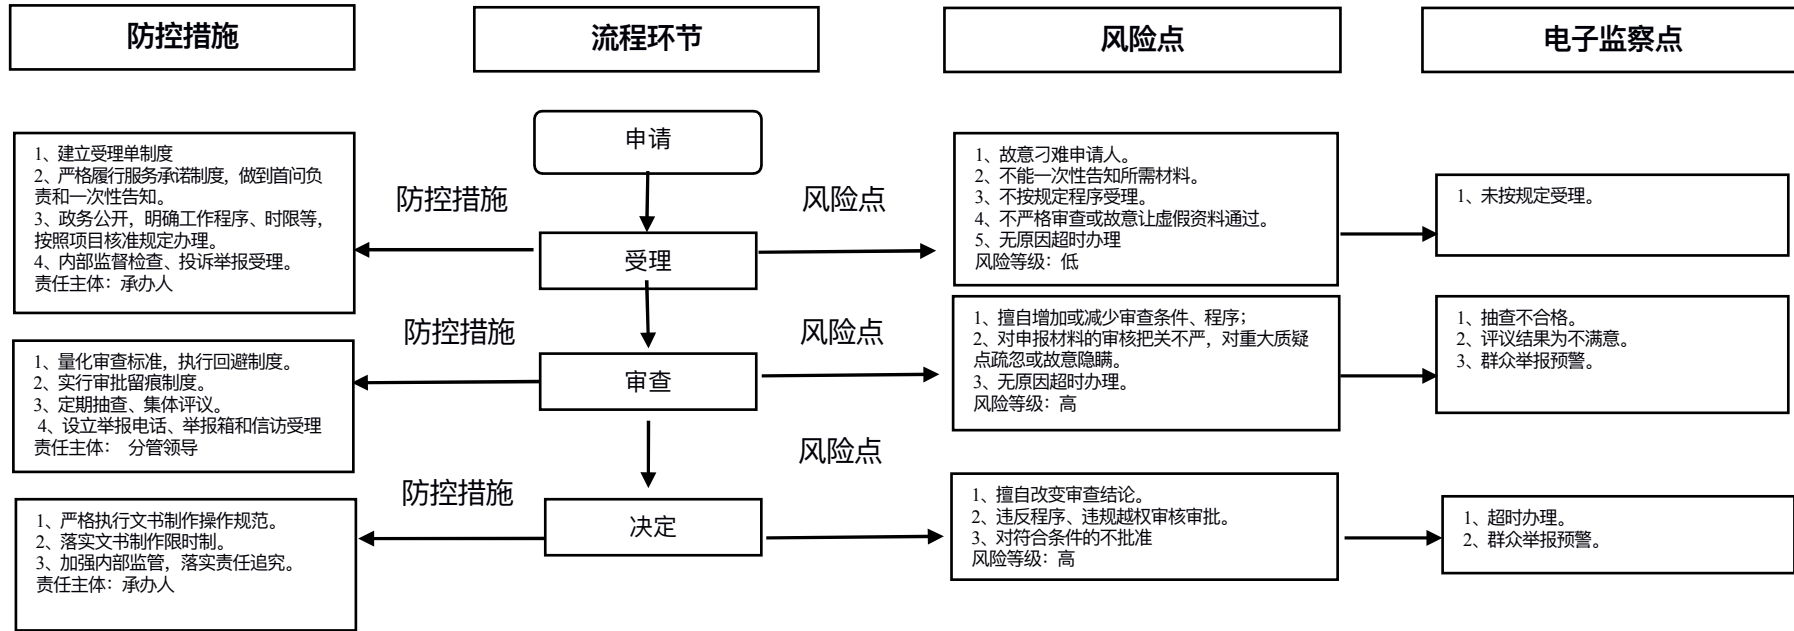 防控措施
流程环节
风险点
电子监察点
申请
1、建立受理单制度
2、严格履行服务承诺制度，做到首问负
责和一次性告知。
3、政务公开，明确工作程序、时限等，
按照项目核准规定办理。
4、内部监督检查、投诉举报受理。
责任主体：承办人
防控措施
受理
风险点
1、故意刁难申请人。
2、不能一次性告知所需材料。
3、不按规定程序受理。
4、不严格审查或故意让虚假资料通过。
5、无原因超时办理
风险等级：低
1、未按规定受理。
1、量化审查标准，执行回避制度。
2、实行审批留痕制度。
3、定期抽查、集体评议。
4、设立举报电话、举报箱和信访受理
责任主体： 分管领导
防控措施
审查
风险点
1、擅自增加或减少审查条件、程序；
2、对申报材料的审核把关不严，对重大质疑
点疏忽或故意隐瞒。
3、无原因超时办理。
风险等级：高
1、抽查不合格。
2、评议结果为不满意。
3、群众举报预警。
1、严格执行文书制作操作规范。
2、落实文书制作限时制。
3、加强内部监管，落实责任追究。
责任主体：承办人
防控措施
决定
风险点
1、擅自改变审查结论。
2、违反程序、违规越权审核审批。
3、对符合条件的不批准
风险等级：高
1、超时办理。
2、群众举报预警。